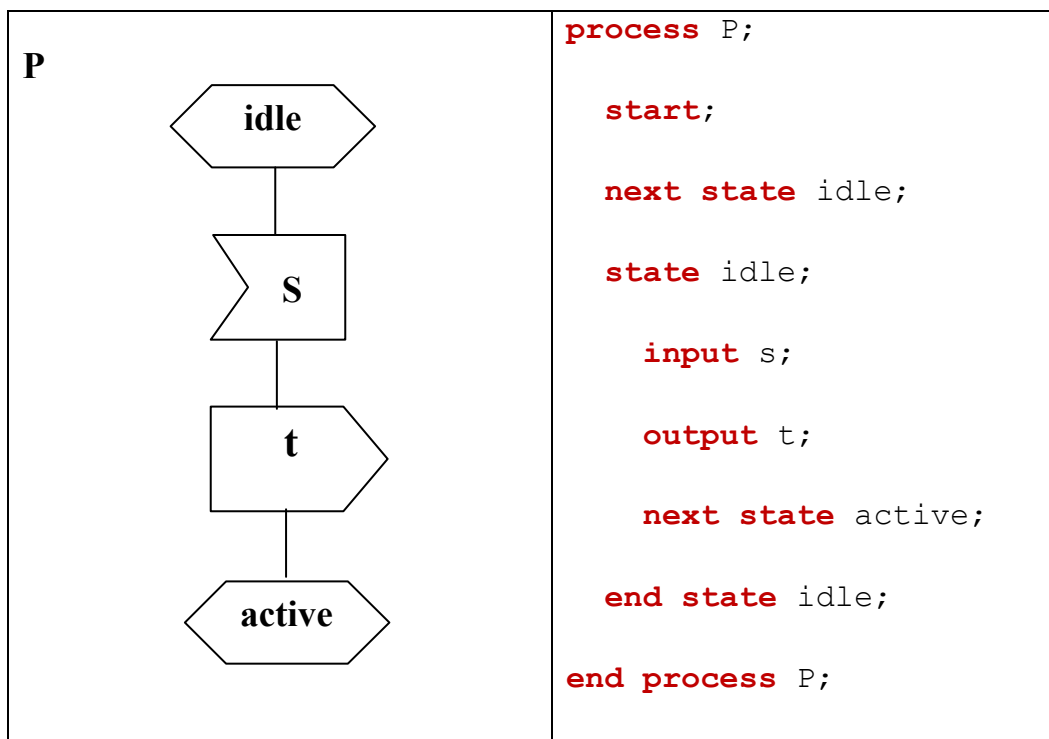 P
idle
S
t
active
process P;
start;
next state idle;
state idle;
input s;
output t;
next state active;
end state idle;
end process P;